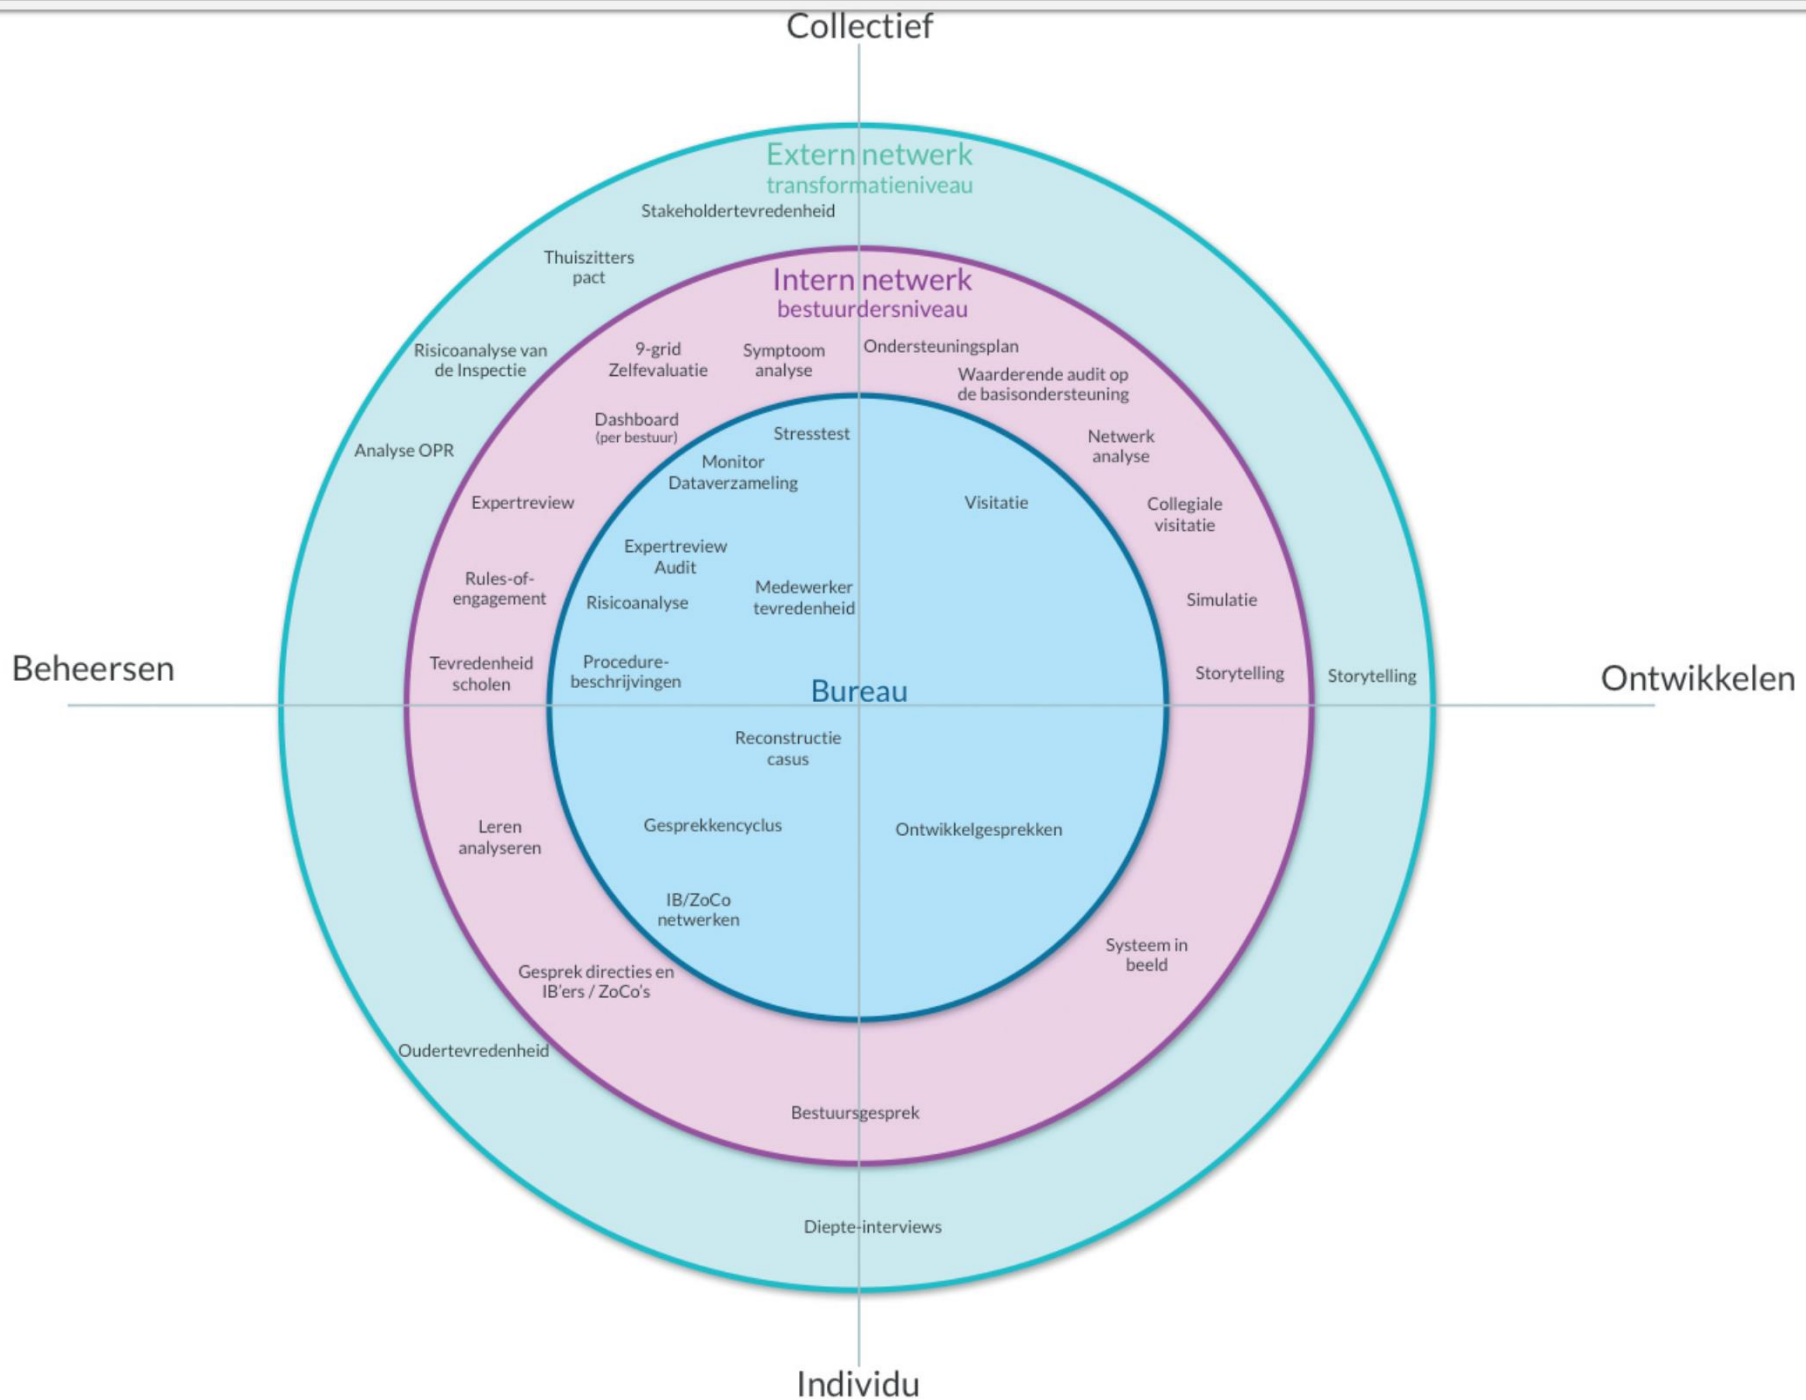 Collectief
Extern netwerk
transformatieniveau
Stakeholdertevredenheid
Thuiszitters
pact
Intern netwerk
bestuurdersniveau
Risicoanalyse van
de Inspectie
9-grid
Zelfevaluatie
Symptoom
analyse
Ondersteuningsplan
Waarderende audit op
de basisondersteuning
Dashboard
(per bestuur)
Stresstest
Netwerk
analyse
Analyse OPR
Monitor
Dataverzameling
Expertreview
Visitatie
Collegiale
visitatie
Expertreview
Audit
Rules-of-
engagement
Risicoanalyse
Medewerker
tevredenheid
Simulatie
Beheersen
Tevredenheid
scholen
Procedure-
beschrijvingen
Bureau
Storytelling
Storytelling
Ontwikkelen
Reconstructie
casus
Leren
analyseren
Gesprekkencyclus
Ontwikkelgesprekken
IB/ZoCo
netwerken
Systeem in
beeld
Gesprek directies en
IB'ers / ZoCo's
Oudertevredenheid
Bestuursgesprek
Diepte-interviews
Individu